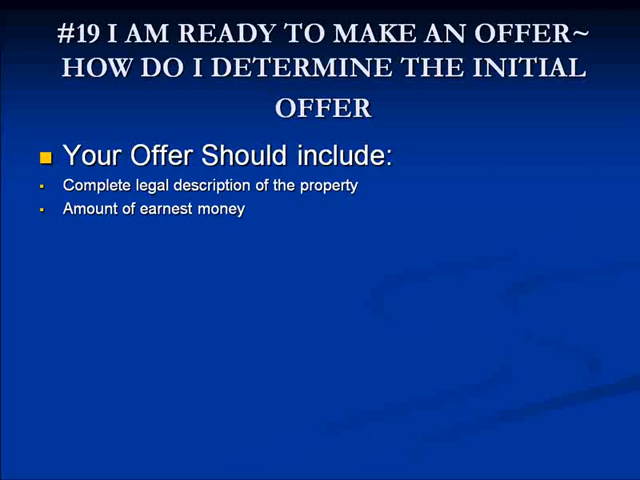 #19 I AM READY TO MAKE AN OFFER~
HOW DO I DETERMINE THE INITIAL
OFFER
Your Offer Should include:
Complete legal description of the property
Amount of earnest money